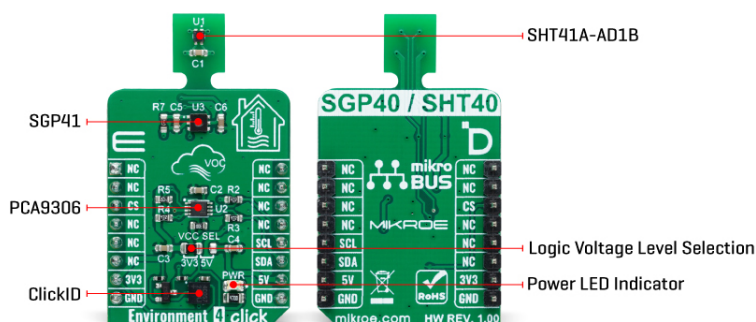 U1
C1
SHT41A-AD1B
SGP41
R7 C5 U3 C6
VOC
NC NC
NC NC
CS NC
NC NC
NC SCL
NC SDA
3V3 5V
GND GND
R5 C2 R2
R4 U2 R3
PCA9306
VCC SEL
C3 3V3 5V C4
PWR
ClickID
Environment 4 click
SGP40 / SHT40
mikro
BUS
MIKROE
NC NC
NC NC
NC CS
NC NC
SCL NC
SDA NC
5V 3V3
GND GND
RoHS
mikroe.com HW REV. 1.00
Logic Voltage Level Selection
Power LED Indicator